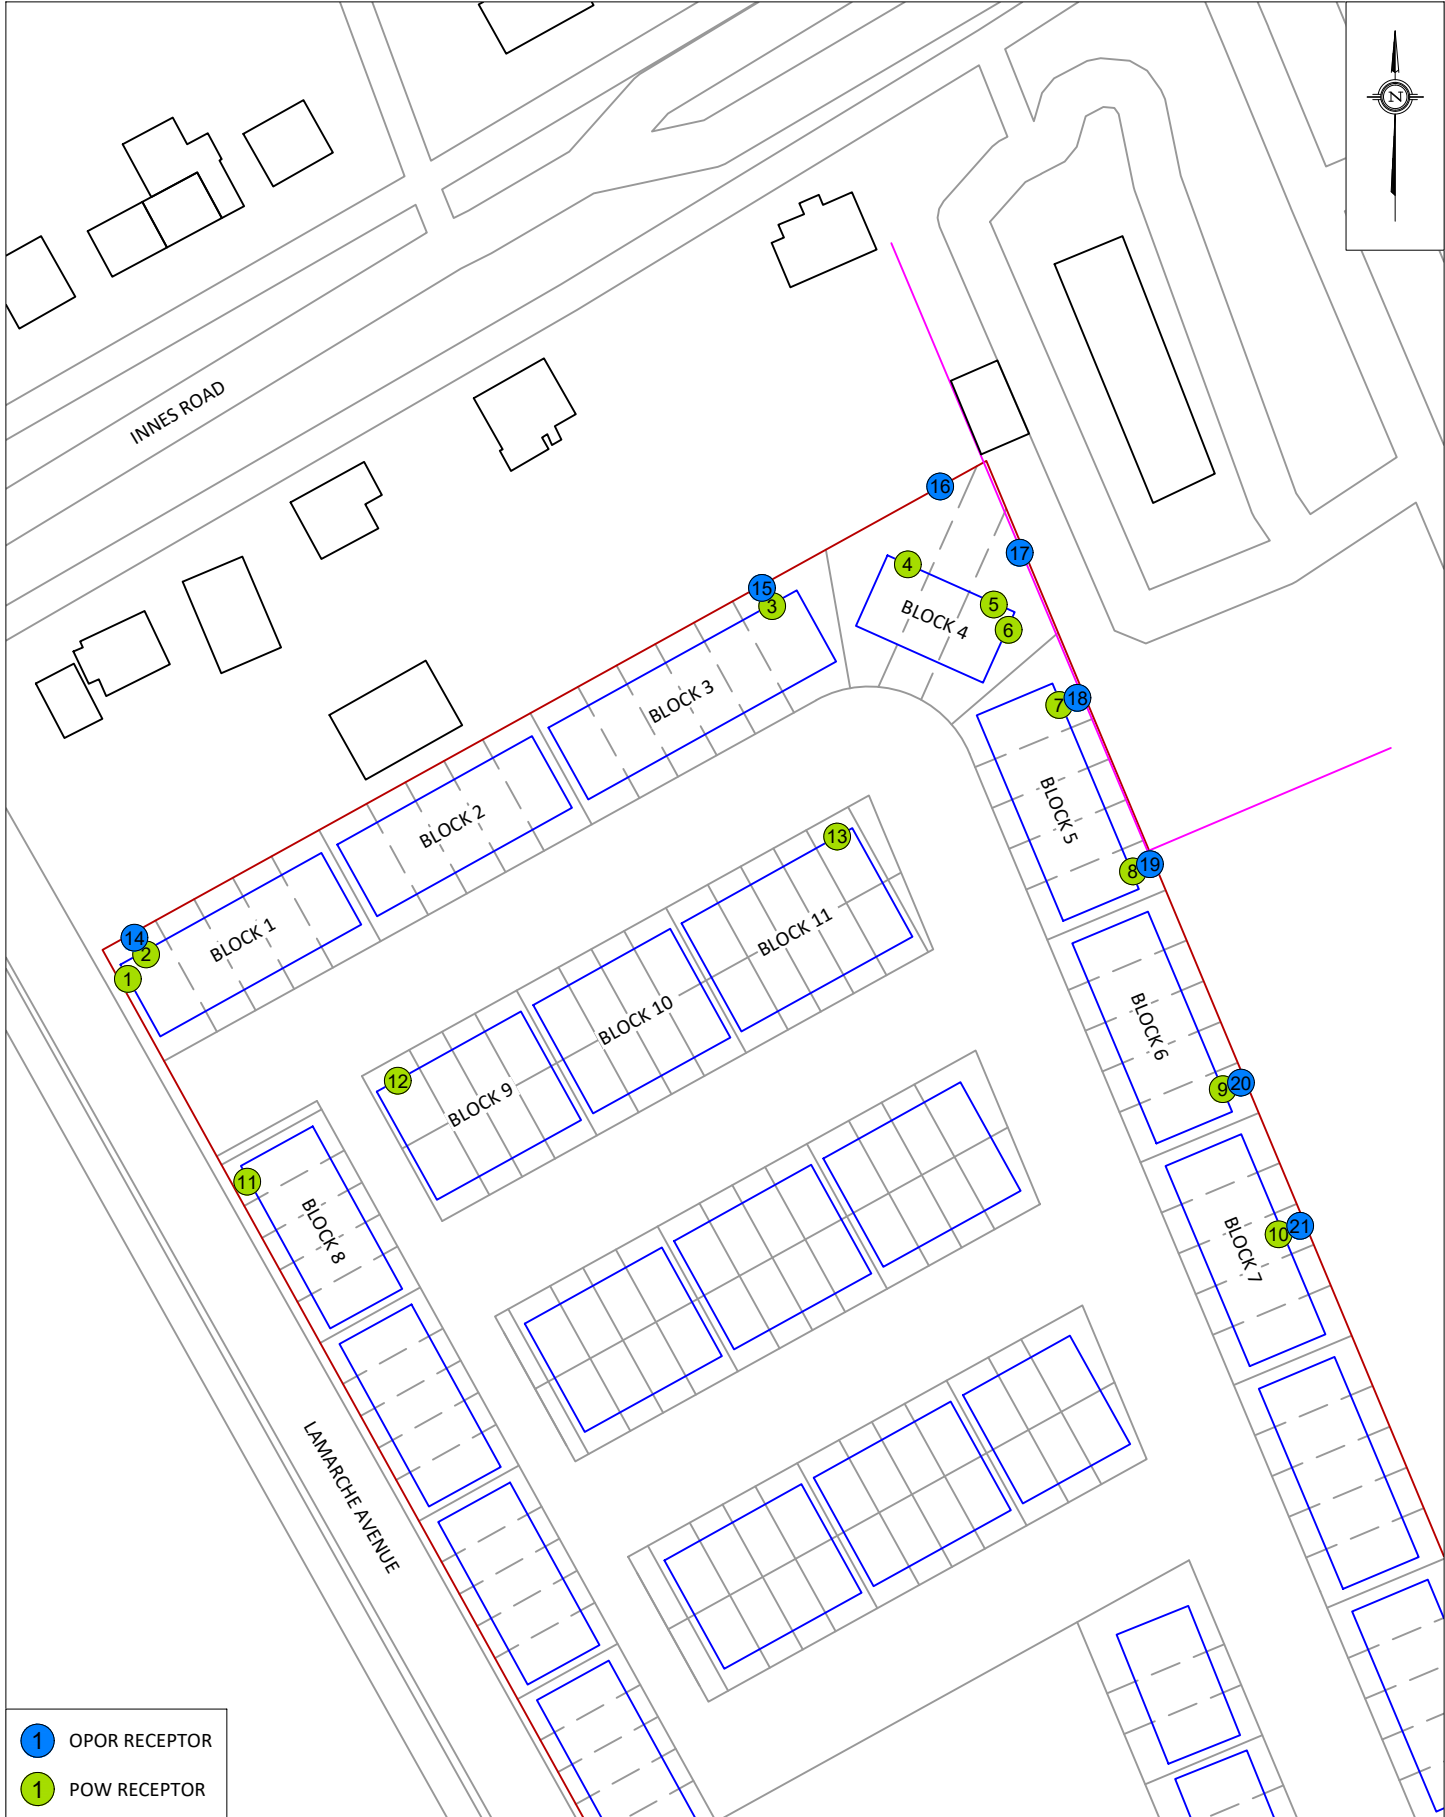 N
INNES ROAD
16
17
4
5
6
BLOCK 4
15
3
BLOCK 3
7
18
BLOCK 2
BLOCK 5
13
8
19
14
2
1
BLOCK 1
BLOCK 11
BLOCK 10
BLOCK 6
12
BLOCK 9
9
20
11
BLOCK 8
10
21
BLOCK 7
LAMARCHE AVENUE
1 OPOR RECEPTOR
1 POW RECEPTOR